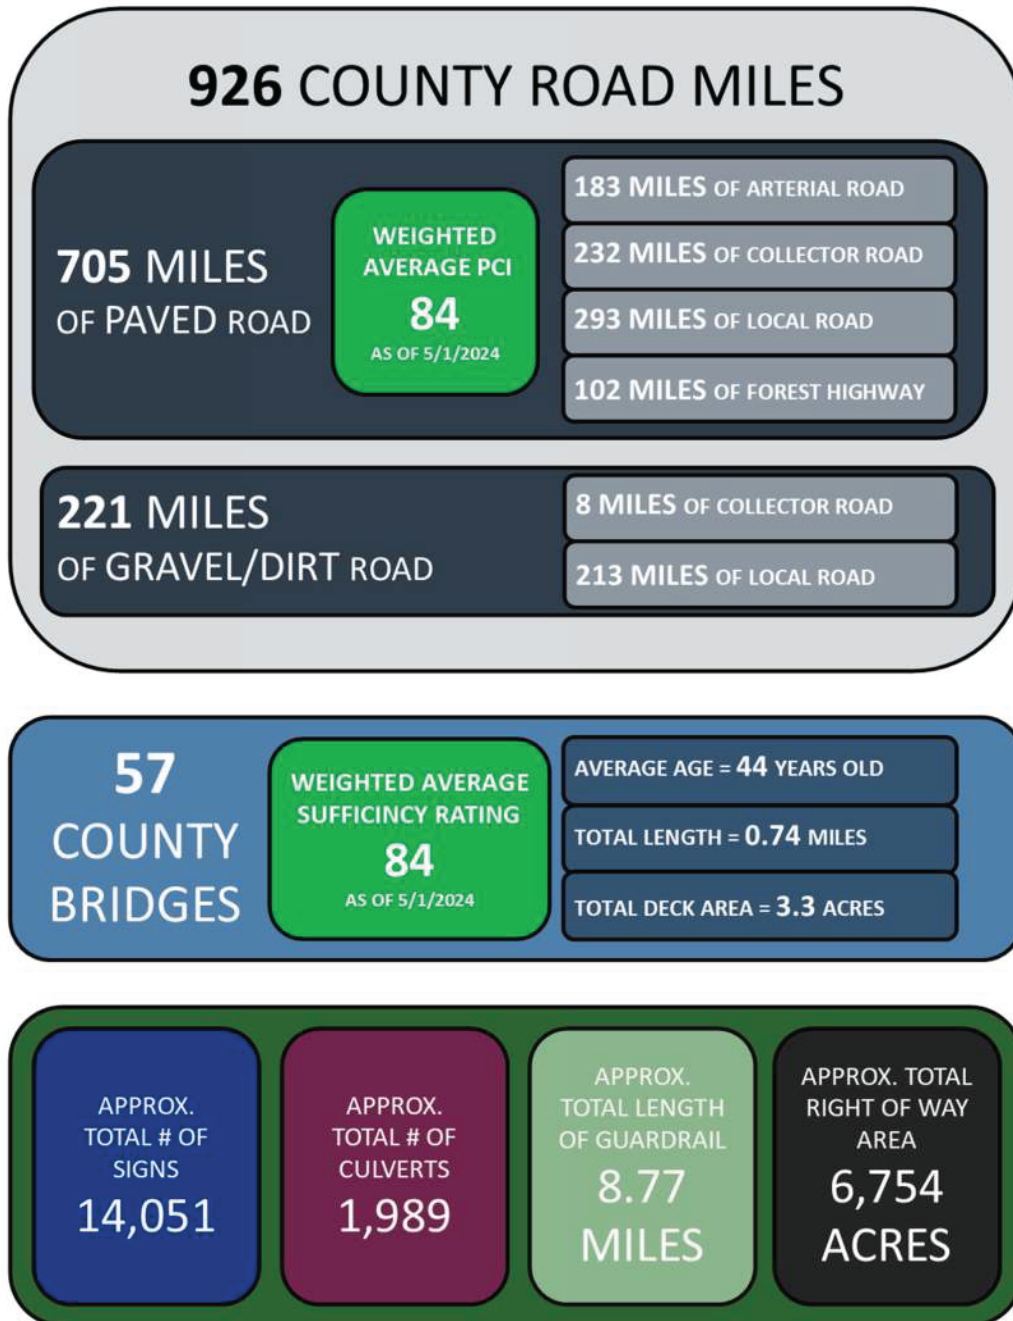 926 COUNTY ROAD MILES
705 MILES
OF PAVED ROAD
WEIGHTED
AVERAGE PCI
84
AS OF 5/1/2024
183 MILES OF ARTERIAL ROAD
232 MILES OF COLLECTOR ROAD
293 MILES OF LOCAL ROAD
102 MILES OF FOREST HIGHWAY
221 MILES
OF GRAVEL/DIRT ROAD
8 MILES OF COLLECTOR ROAD
213 MILES OF LOCAL ROAD
57
COUNTY
BRIDGES
WEIGHTED AVERAGE
SUFFICINCY RATING
84
AS OF 5/1/2024
AVERAGE AGE = 44 YEARS OLD
TOTAL LENGTH = 0.74 MILES
TOTAL DECK AREA = 3.3 ACRES
APPROX.
TOTAL # OF
SIGNS
14,051
APPROX.
TOTAL # OF
CULVERTS
1,989
APPROX.
TOTAL LENGTH
OF GUARDRAIL
8.77
MILES
APPROX. TOTAL
RIGHT OF WAY
AREA
6,754
ACRES